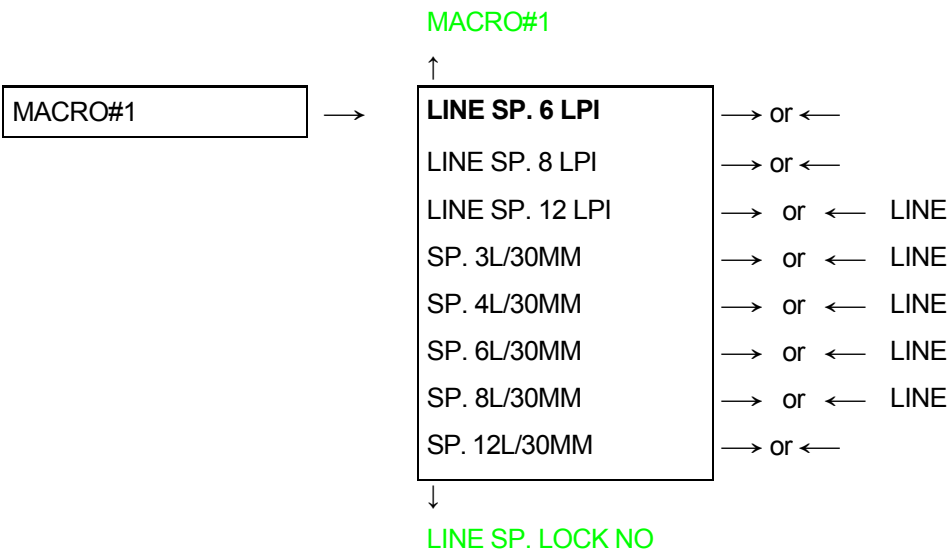 MACRO#1
↑
MACRO#1 → LINE SP. 6 LPI → or ←
LINE SP. 8 LPI → or ←
LINE SP. 12 LPI → or ← LINE
SP. 3L/30MM → or ← LINE
SP. 4L/30MM → or ← LINE
SP. 6L/30MM → or ← LINE
SP. 8L/30MM → or ← LINE
SP. 12L/30MM → or ←
↓
LINE SP. LOCK NO